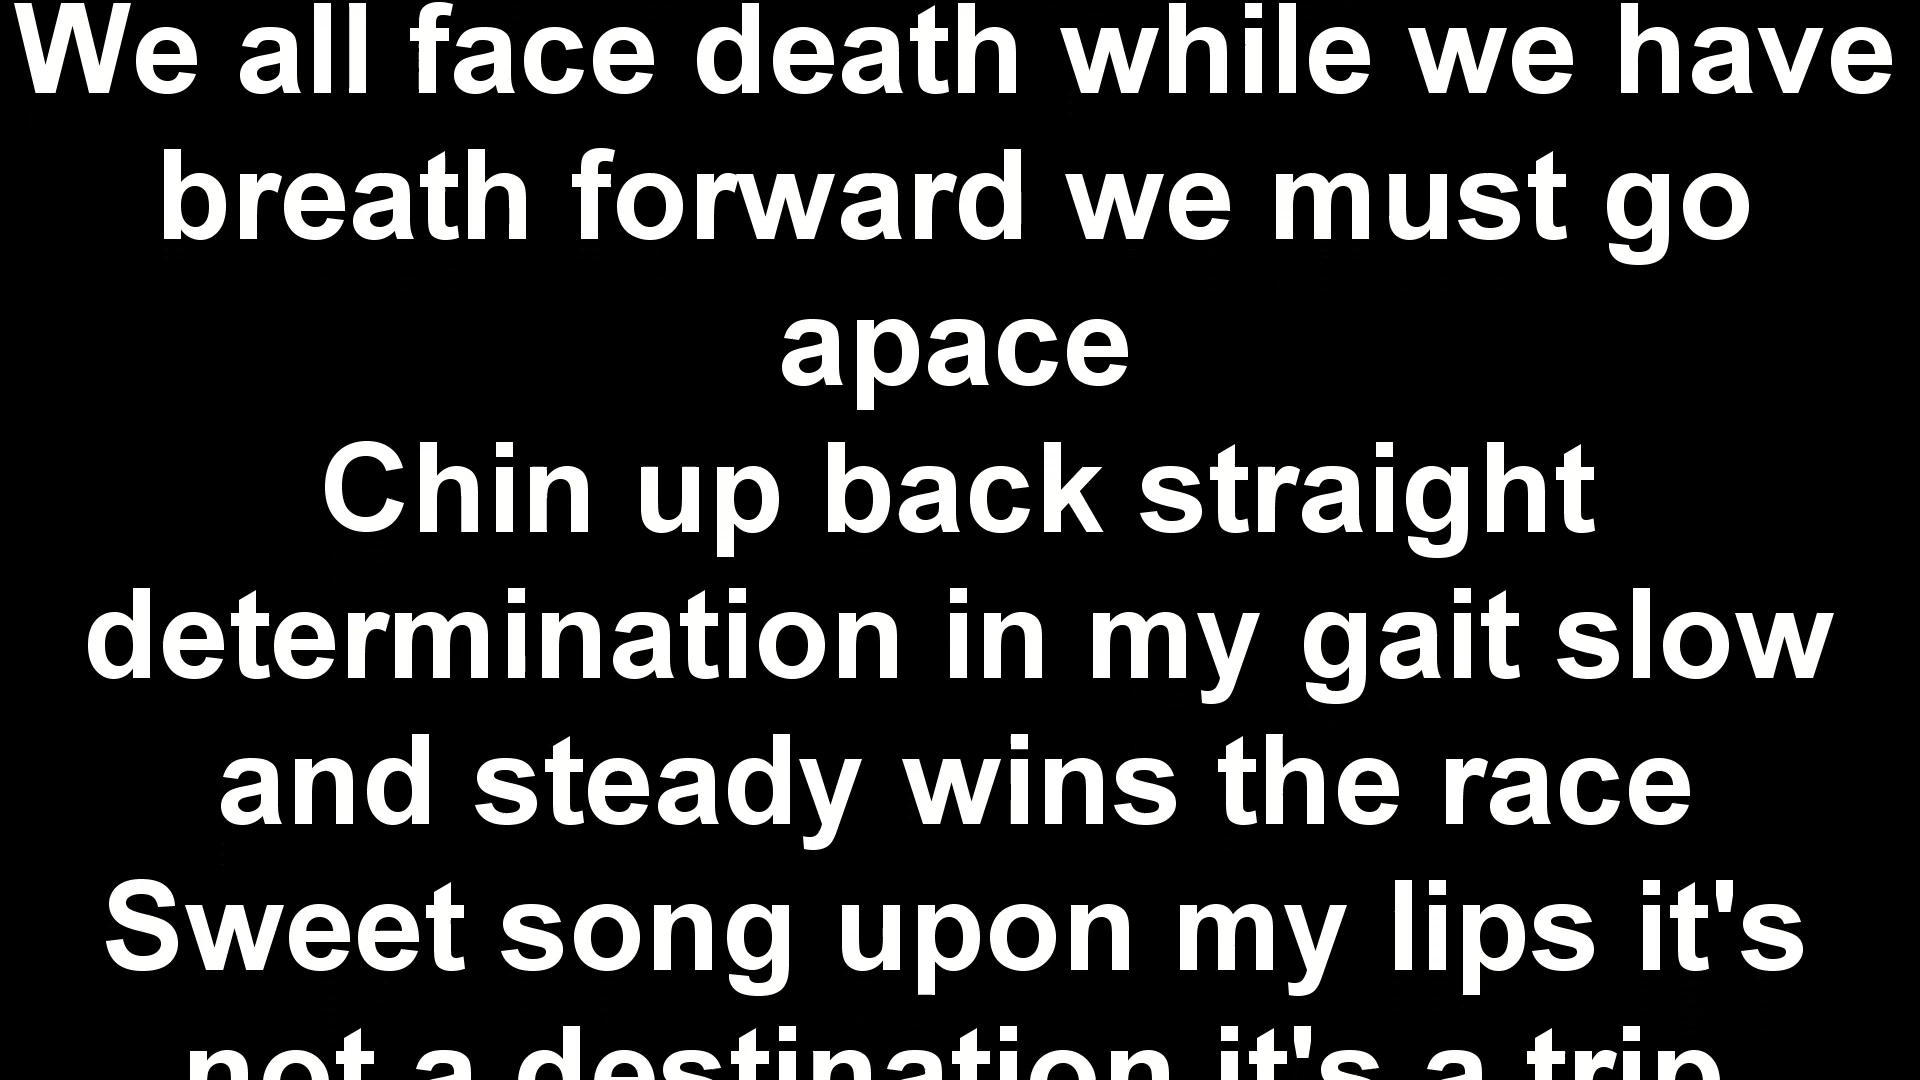 We all face death while we have
breath forward we must go
apace
Chin up back straight
determination in my gait slow
and steady wins the race
Sweet song upon my lips it's
not a destination it's a trip